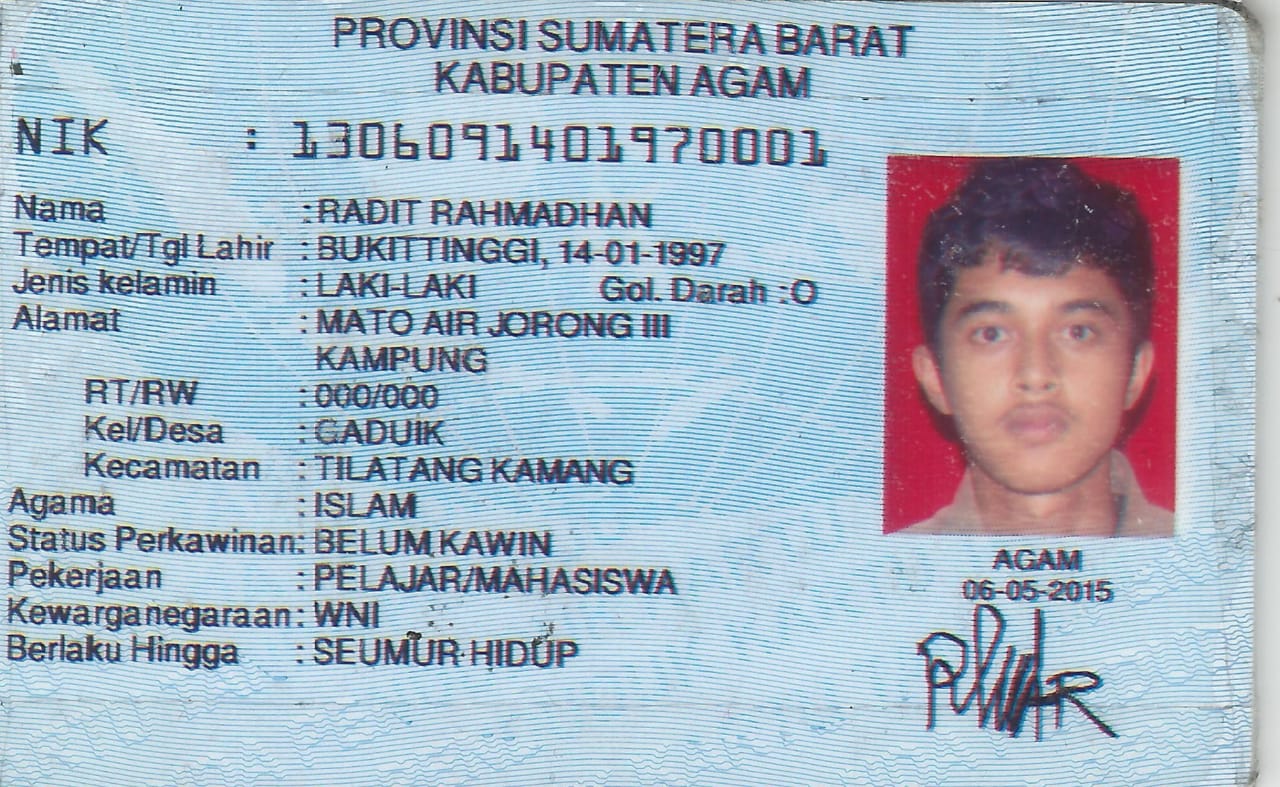 PROVINSI SUMATERA BARAT
KABUPATEN AGAM
NIK : 1306091401970001
Nama : RADIT RAHMADHAN
Tempat/Tgl Lahir : BUKITTINGGI, 14-01-1997
Jenis kelamin : LAKI-LAKI Gol. Darah : O
Alamat : MATO AIR JORONG III
KAMPUNG
RT/RW : 000/000
Kel/Desa : GADUIK
Kecamatan : TILATANG KAMANG
Agama : ISLAM
Status Perkawinan: BELUM KAWIN
Pekerjaan : PELAJAR/MAHASISWA
Kewarganegaraan: WNI
Berlaku Hingga : SEUMUR HIDUP
AGAM
06-05-2015